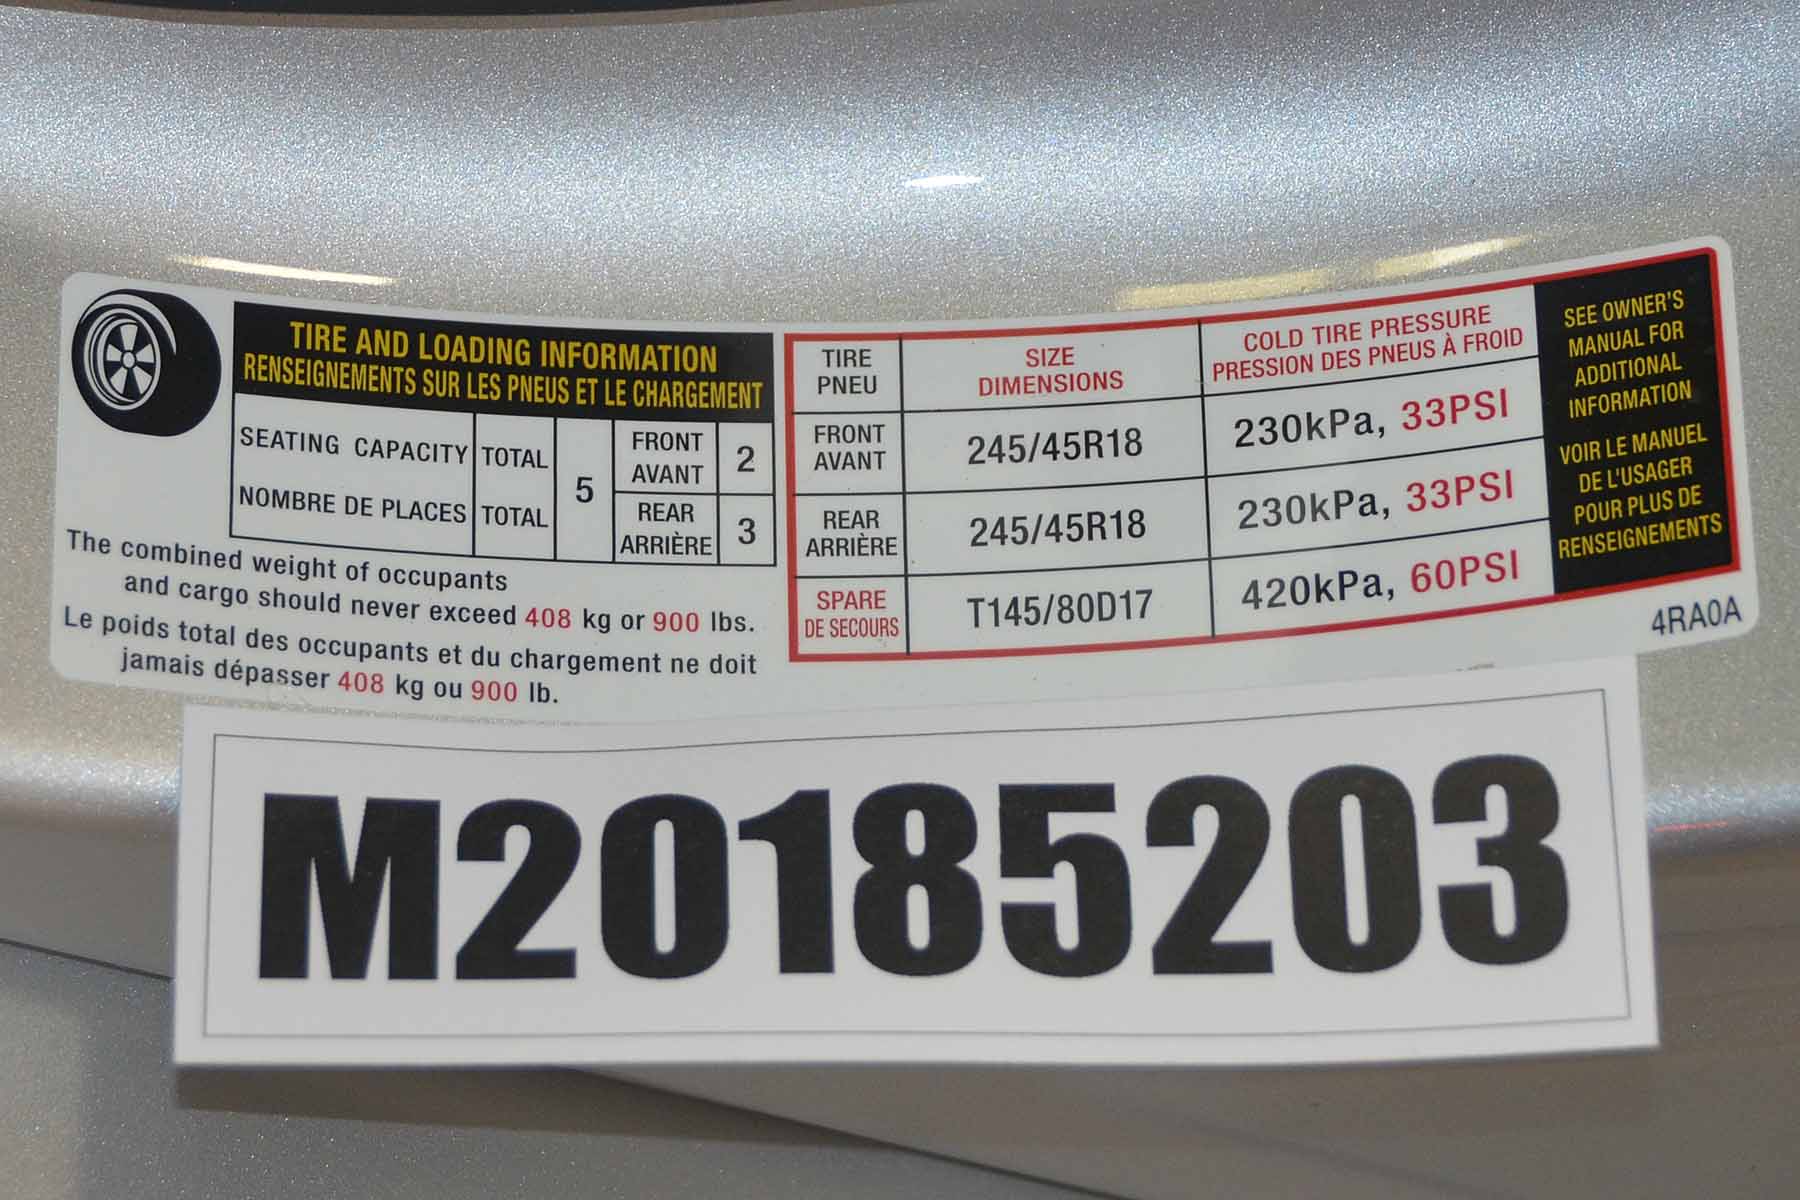 TIRE AND LOADING INFORMATION
RENSEIGNEMENTS SUR LES PNEUS ET LE CHARGEMENT
SEATING CAPACITY TOTAL 5 FRONT AVANT 2
NOMBRE DE PLACES TOTAL REAR ARRIÈRE 3
The combined weight of occupants
and cargo should never exceed 408 kg or 900 lbs.
Le poids total des occupants et du chargement ne doit
jamais dépasser 408 kg ou 900 lb.
TIRE PNEU SIZE DIMENSIONS COLD TIRE PRESSURE PRESSION DES PNEUS À FROID
FRONT AVANT 245/45R18 230kPa, 33PSI
REAR ARRIÈRE 245/45R18 230kPa, 33PSI
SPARE DE SECOURS T145/80D17 420kPa, 60PSI
SEE OWNER'S
MANUAL FOR
ADDITIONAL
INFORMATION
VOIR LE MANUEL
DE L'USAGER
POUR PLUS DE
RENSEIGNEMENTS
4RA0A
M20185203